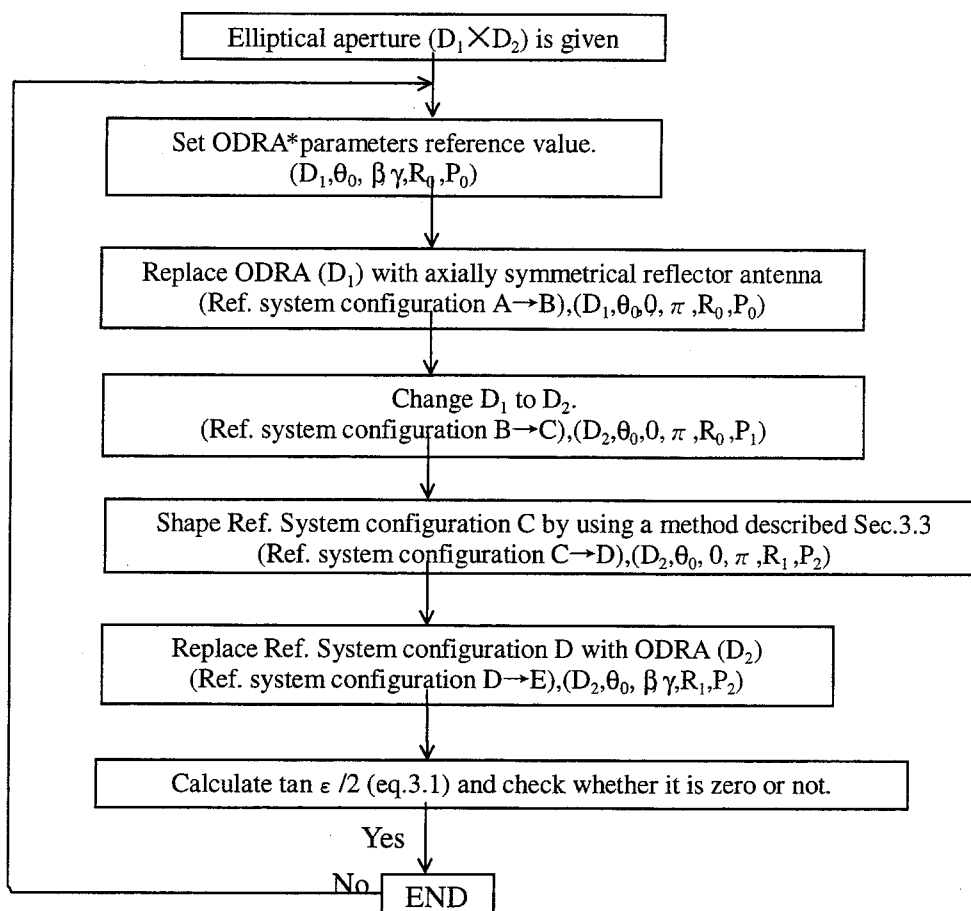 Elliptical aperture (D₁×D₂) is given
Set ODRA*parameters reference value.
(D₁,θ₀, β γ,R₀,P₀)
Replace ODRA (D₁) with axially symmetrical reflector antenna
(Ref. system configuration A→B),(D₁,θ₀,0, π ,R₀,P₀)
Change D₁ to D₂.
(Ref. system configuration B→C),(D₂,θ₀,0, π ,R₀,P₁)
Shape Ref. System configuration C by using a method described Sec.3.3
(Ref. system configuration C→D),(D₂,θ₀, 0, π ,R₁,P₂)
Replace Ref. System configuration D with ODRA (D₂)
(Ref. system configuration D→E),(D₂,θ₀, β,γ,R₁,P₂)
Calculate tan ε /2 (eq.3.1) and check whether it is zero or not.
Yes
No
END